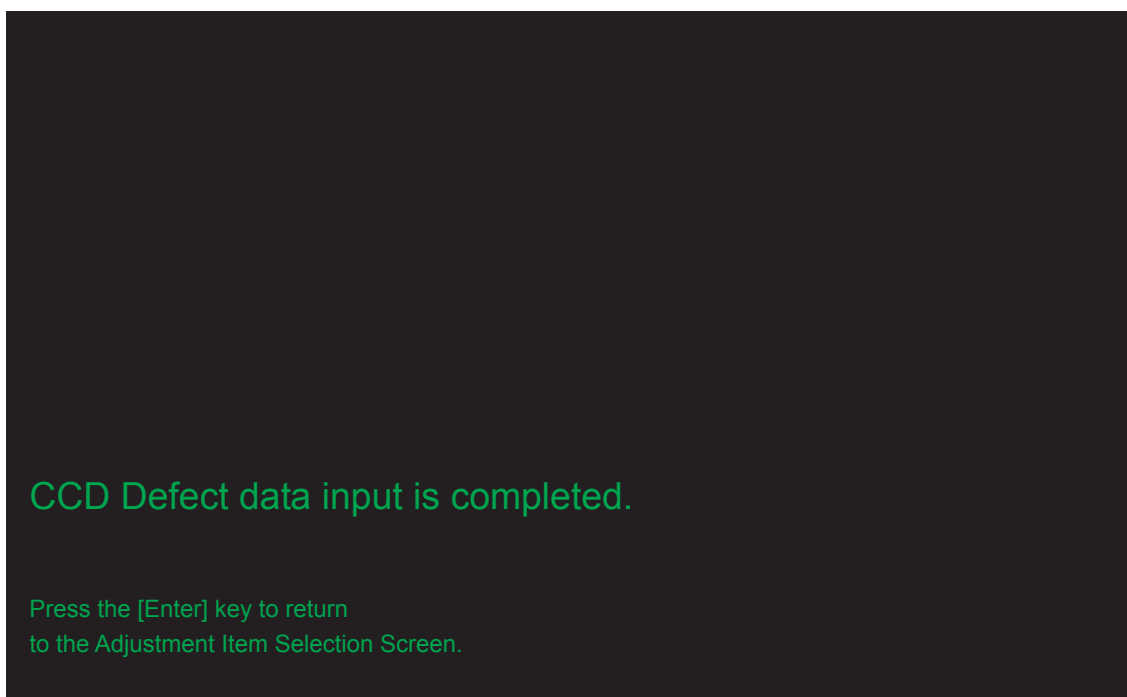 CCD Defect data input is completed.
Press the [Enter] key to return
to the Adjustment Item Selection Screen.